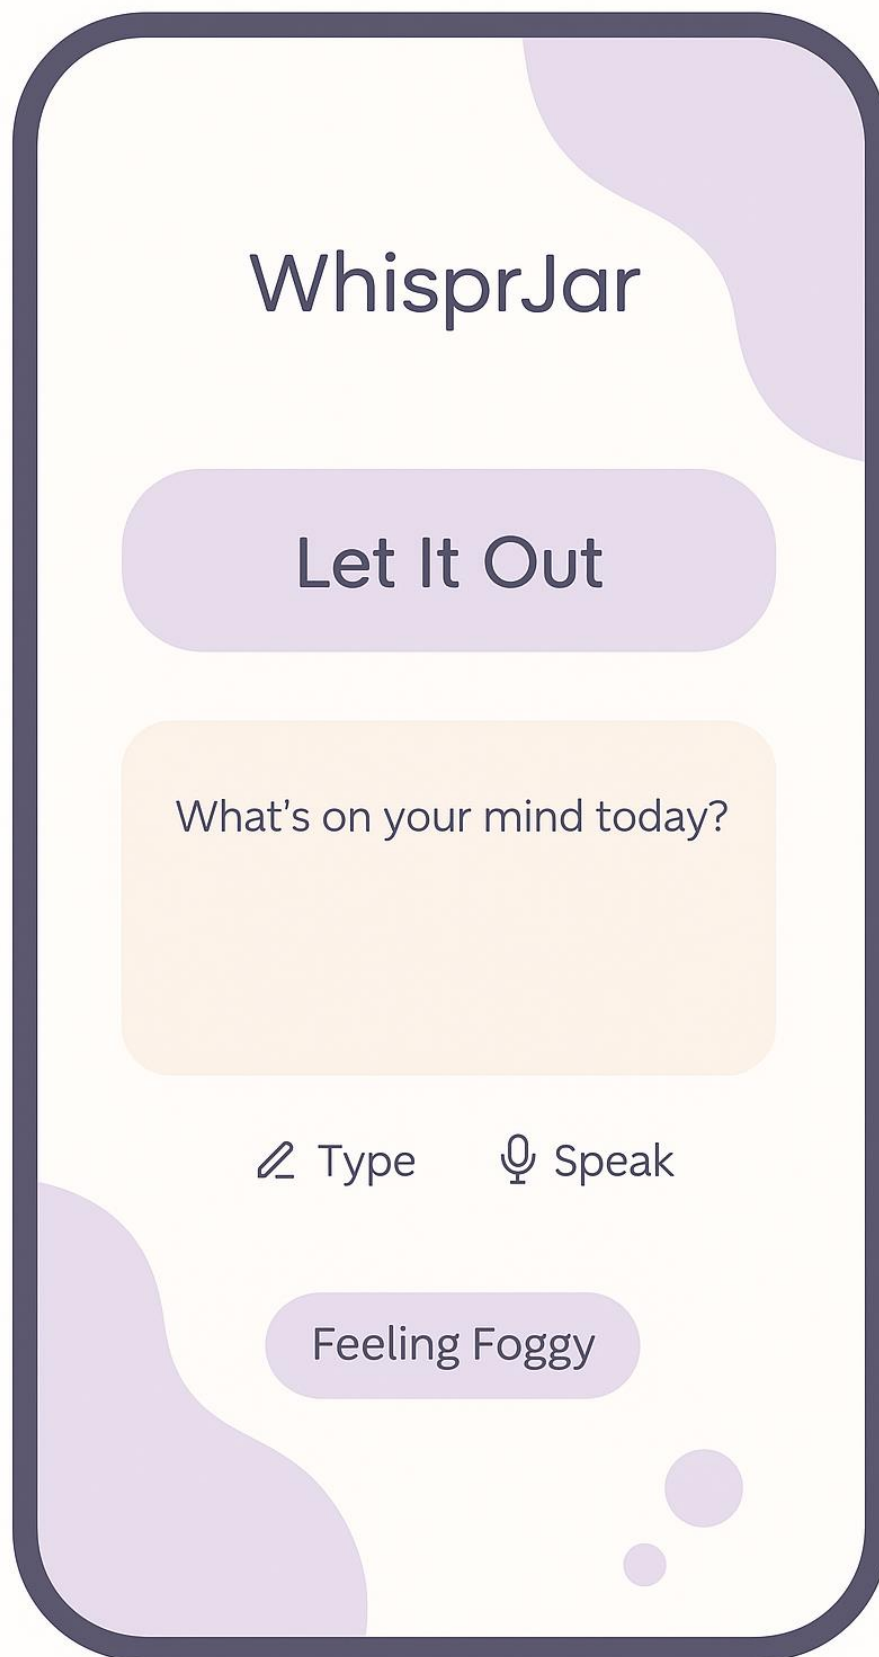 WhisprJar
Let It Out
What's on your mind today?
Type
Speak
Feeling Foggy